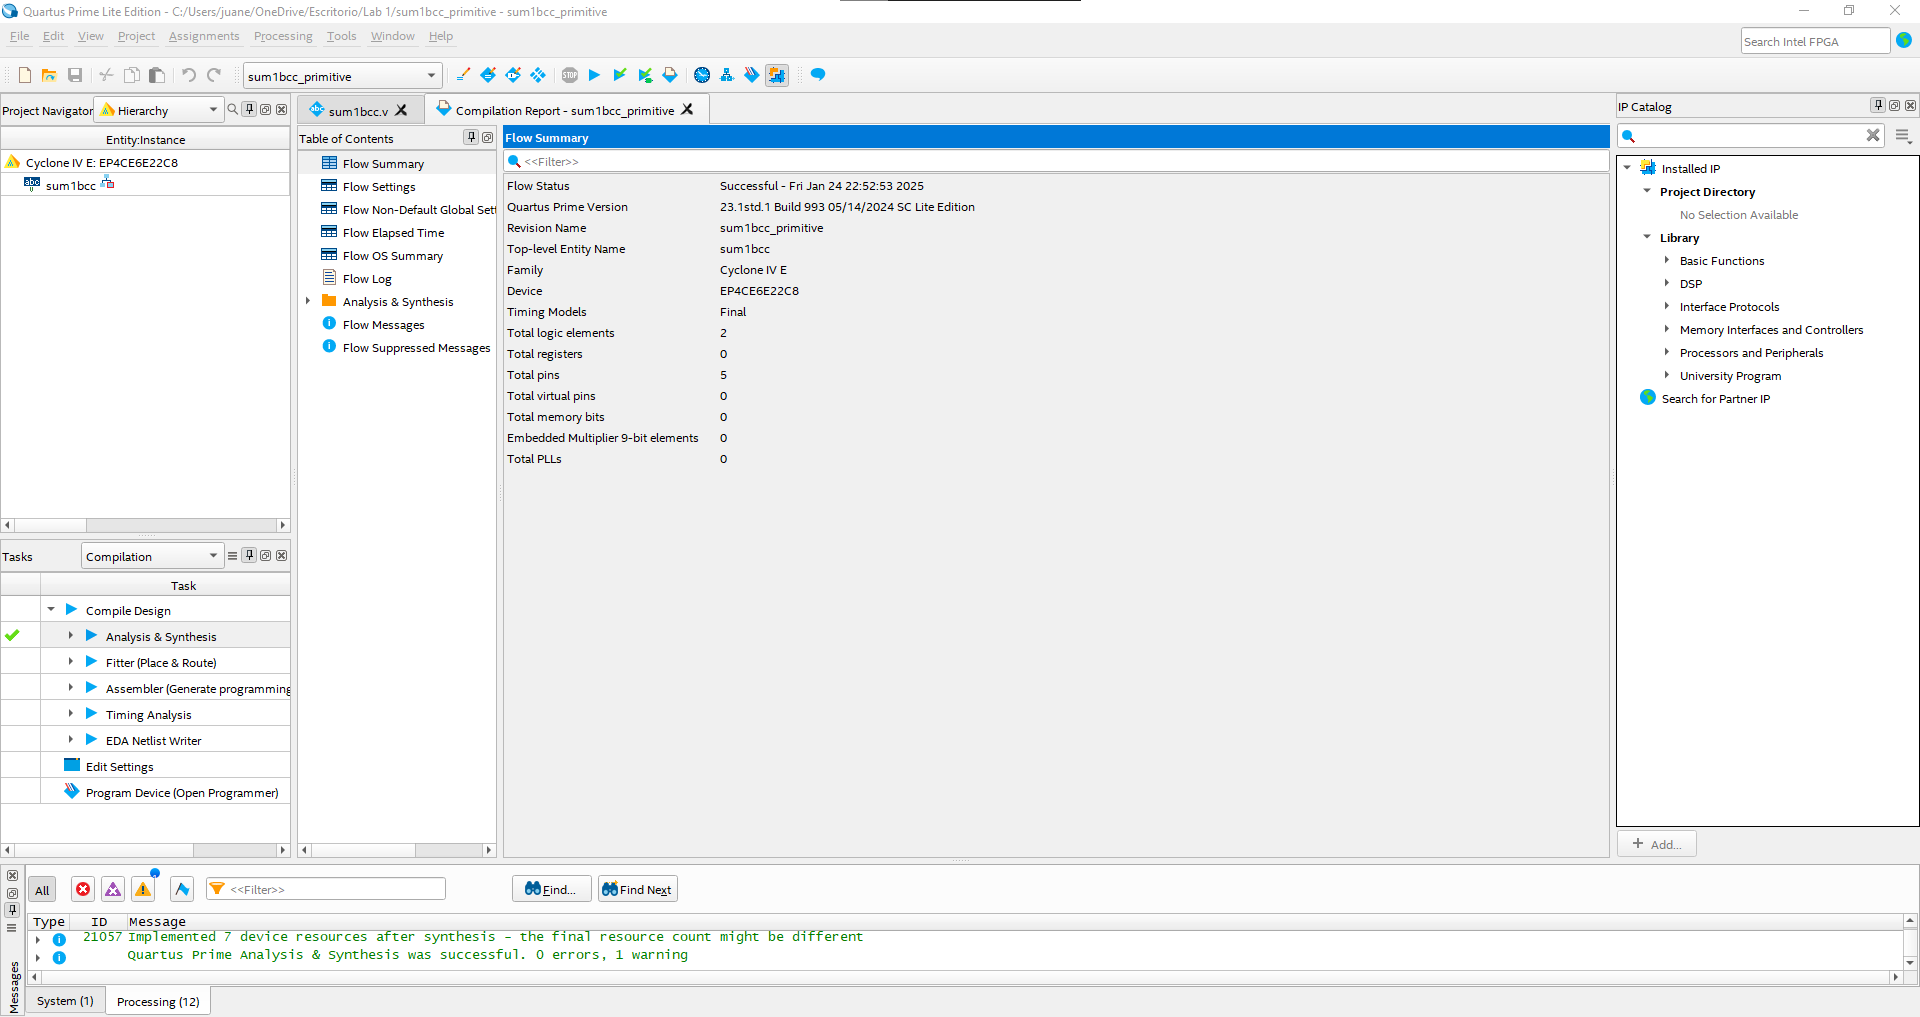 Quartus Prime Lite Edition - C:/Users/juane/OneDrive/Escritorio/Lab 1/sum1bcc_primitive - sum1bcc_primitive
File Edit View Project Assignments Processing Tools Window Help
Search Intel FPGA
sum1bcc_primitive
STOP
Project Navigator Hierarchy
Entity:Instance
Cyclone IV E: EP4CE6E22C8
abc sum1bcc
Tasks Compilation
Task
Compile Design
Analysis & Synthesis
Fitter (Place & Route)
Assembler (Generate programming
Timing Analysis
EDA Netlist Writer
Edit Settings
Program Device (Open Programmer)
abc sum1bcc.v
Compilation Report - sum1bcc_primitive
Table of Contents
Flow Summary
Flow Settings
Flow Non-Default Global Set
Flow Elapsed Time
Flow OS Summary
Flow Log
Analysis & Synthesis
Flow Messages
Flow Suppressed Messages
Flow Summary
<<Filter>>
Flow Status Successful - Fri Jan 24 22:52:53 2025
Quartus Prime Version 23.1std.1 Build 993 05/14/2024 SC Lite Edition
Revision Name sum1bcc_primitive
Top-level Entity Name sum1bcc
Family Cyclone IV E
Device EP4CE6E22C8
Timing Models Final
Total logic elements 2
Total registers 0
Total pins 5
Total virtual pins 0
Total memory bits 0
Embedded Multiplier 9-bit elements 0
Total PLLs 0
IP Catalog
Installed IP
Project Directory
No Selection Available
Library
Basic Functions
DSP
Interface Protocols
Memory Interfaces and Controllers
Processors and Peripherals
University Program
Search for Partner IP
+ Add...
Messages
All <<Filter>> Find... Find Next
Type ID Message
21057 Implemented 7 device resources after synthesis - the final resource count might be different
Quartus Prime Analysis & Synthesis was successful. 0 errors, 1 warning
System (1) Processing (12)